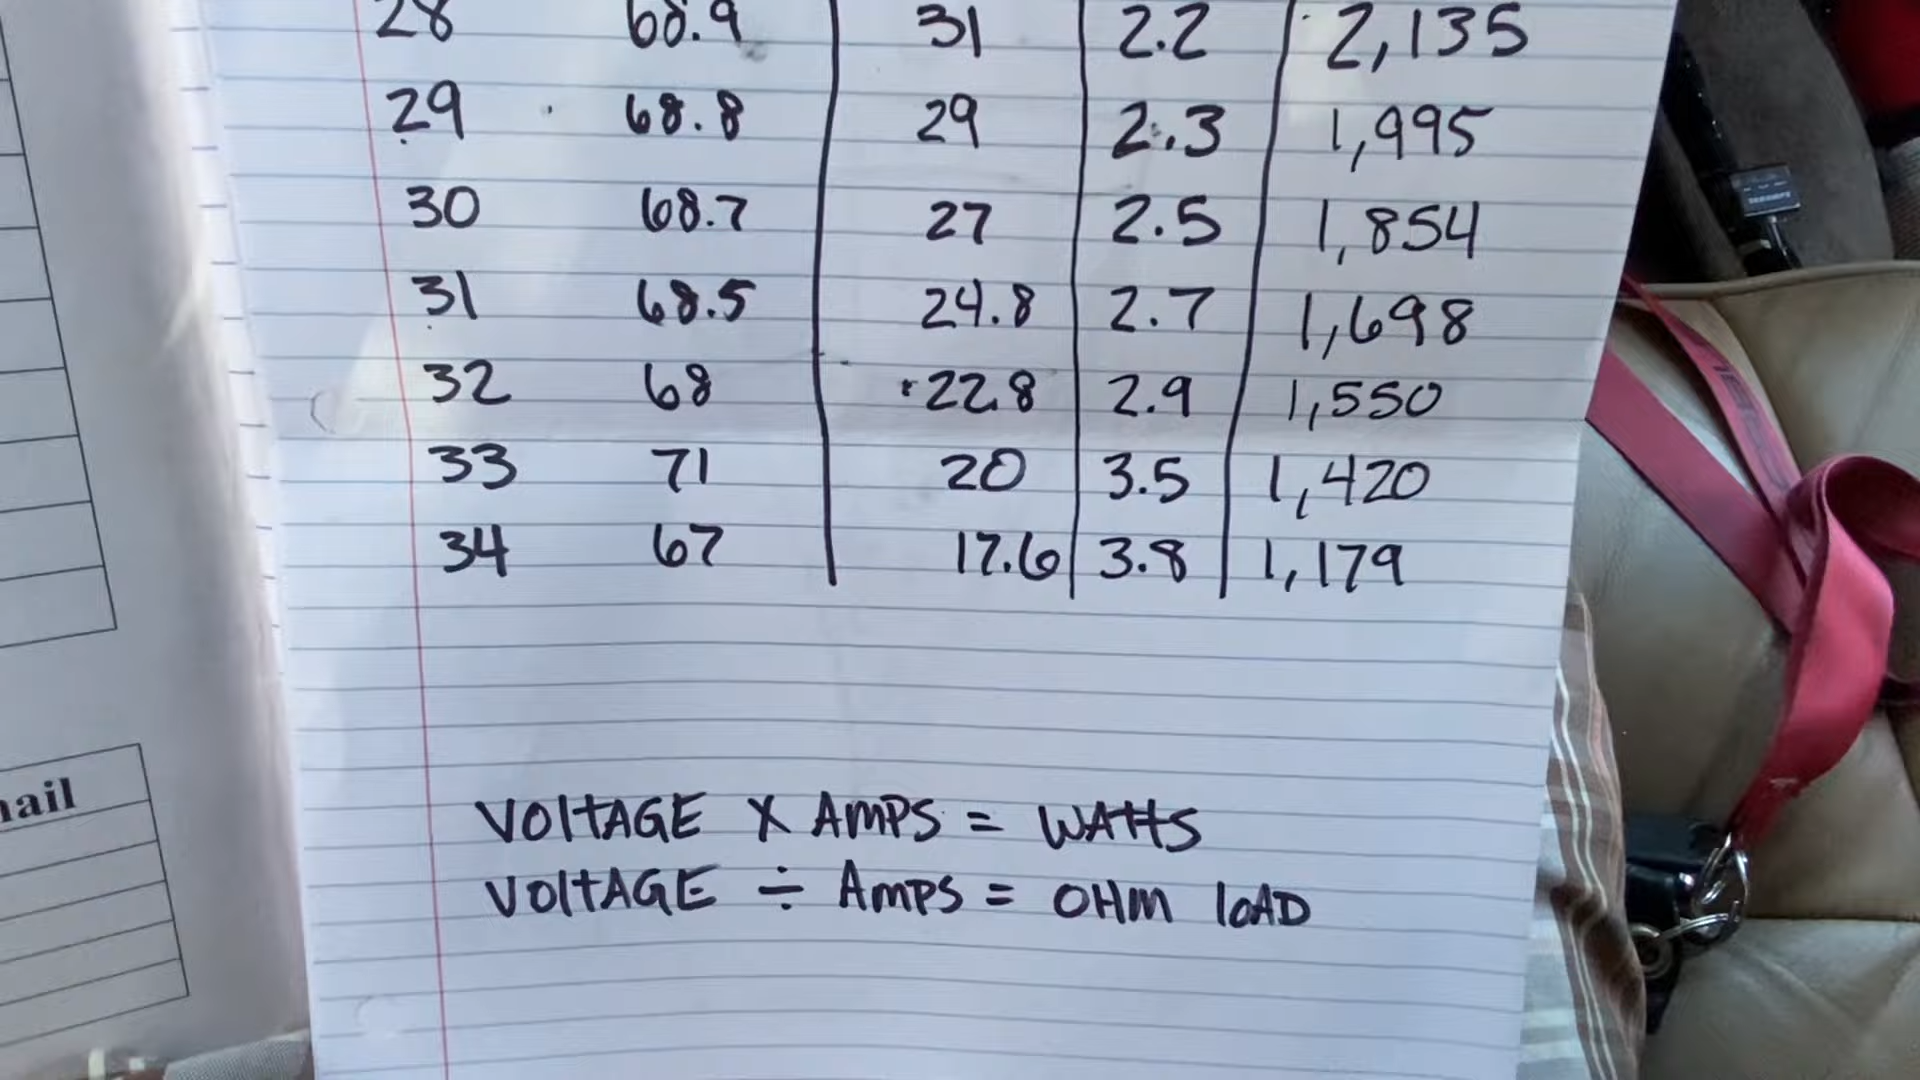 28 68.9 31 2.2 2,135
29 68.8 29 2.3 1,995
30 68.7 27 2.5 1,854
31 68.5 24.8 2.7 1,698
32 68 22.8 2.9 1,550
33 71 20 3.5 1,420
34 67 17.6 3.8 1,179
VOltAGE X AMPS = WAttS
VOltAGE ÷ AmPS = OHM lOAD
ail